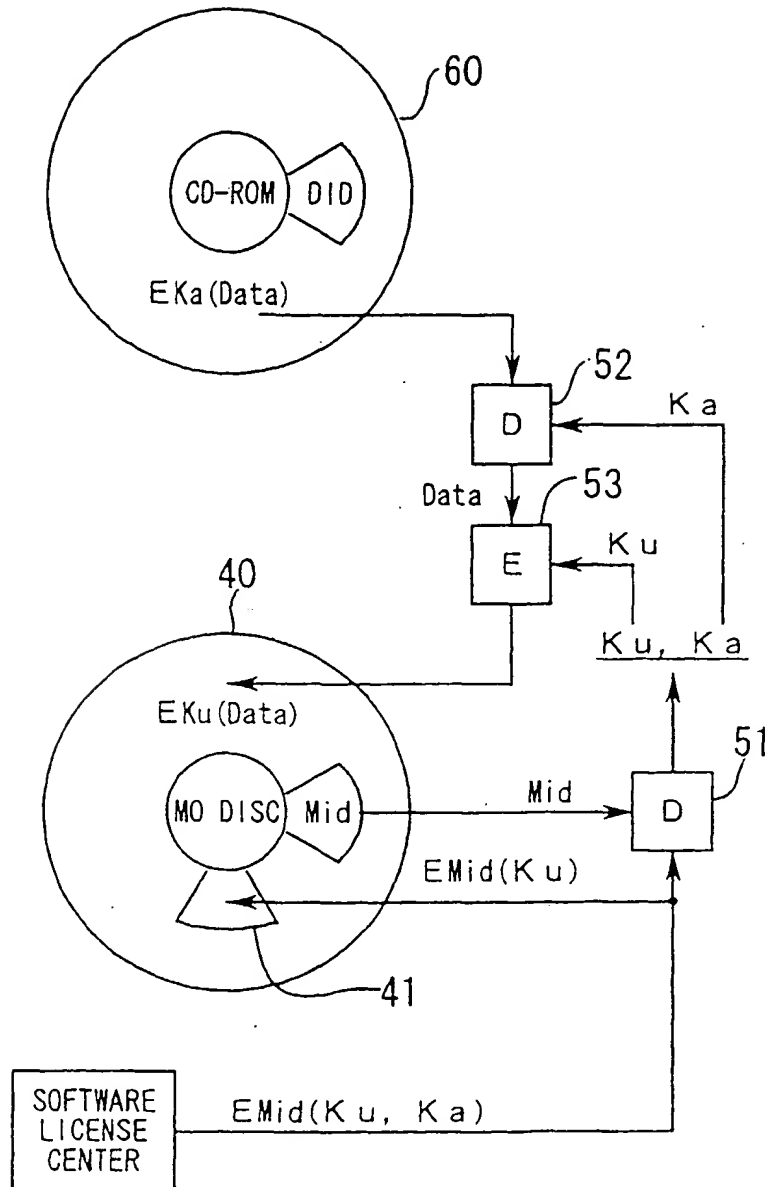 60
CD-ROM DID
EKa(Data)
52
D
Ka
Data
53
E
Ku
40
Ku, Ka
EKu(Data)
51
MO DISC Mid
Mid
D
EMid(Ku)
41
SOFTWARE
LICENSE
CENTER
EMid(Ku, Ka)